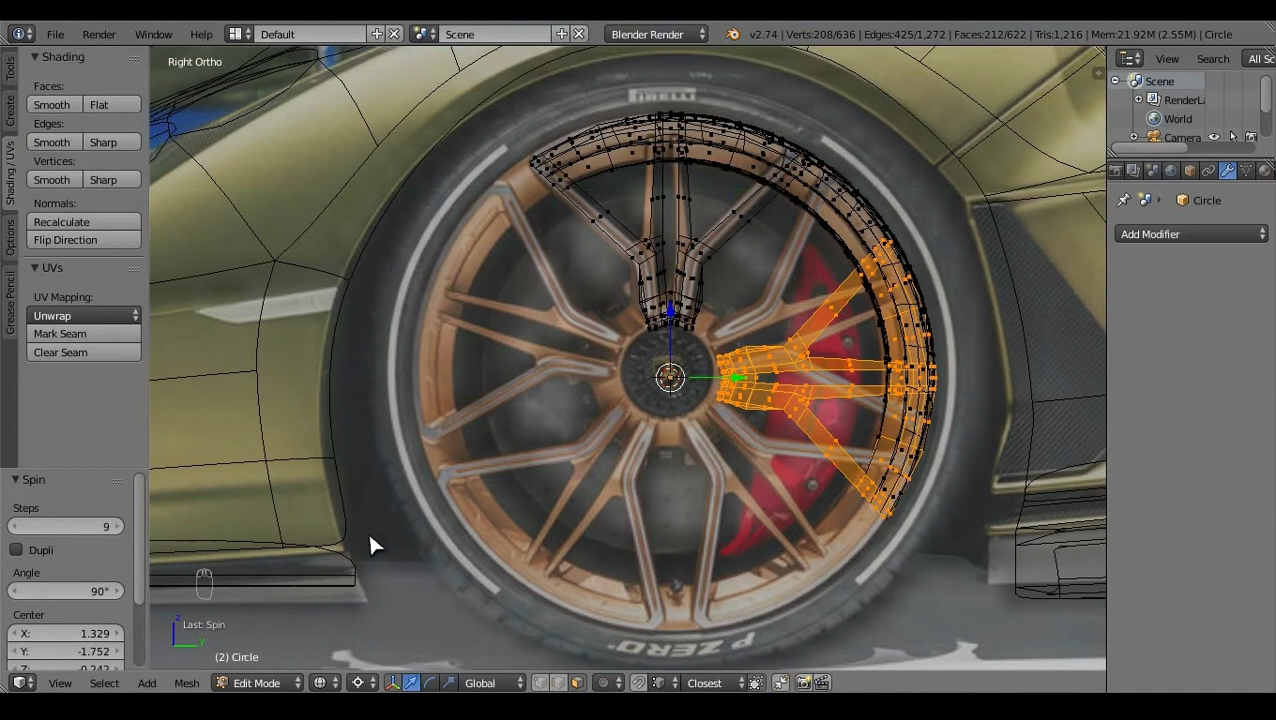 File Render Window Help Default Scene Blender Render v2.74 | Verts:208/636 | Edges:425/1,272 | Faces:212/622 | Tris:1,216 | Mem:21.92M (2.55M) | Circle
Tools
Create
Shading / UVs
Options
Grease Pencil
Shading
Faces:
Smooth Flat
Edges:
Smooth Sharp
Vertices:
Smooth Sharp
Normals:
Recalculate
Flip Direction
UVs
UV Mapping:
Unwrap
Mark Seam
Clear Seam
Spin
Steps
9
Dupli
Angle
90°
Center
X: 1.329
Y: -1.752
Z: -0.242
Right Ortho
PIRELLI
P ZERO
Last: Spin
z
Y
(2) Circle
View Search All Sc
Scene
RenderLa
World
Camera
Circle
Add Modifier
View Select Add Mesh Edit Mode Global Closest